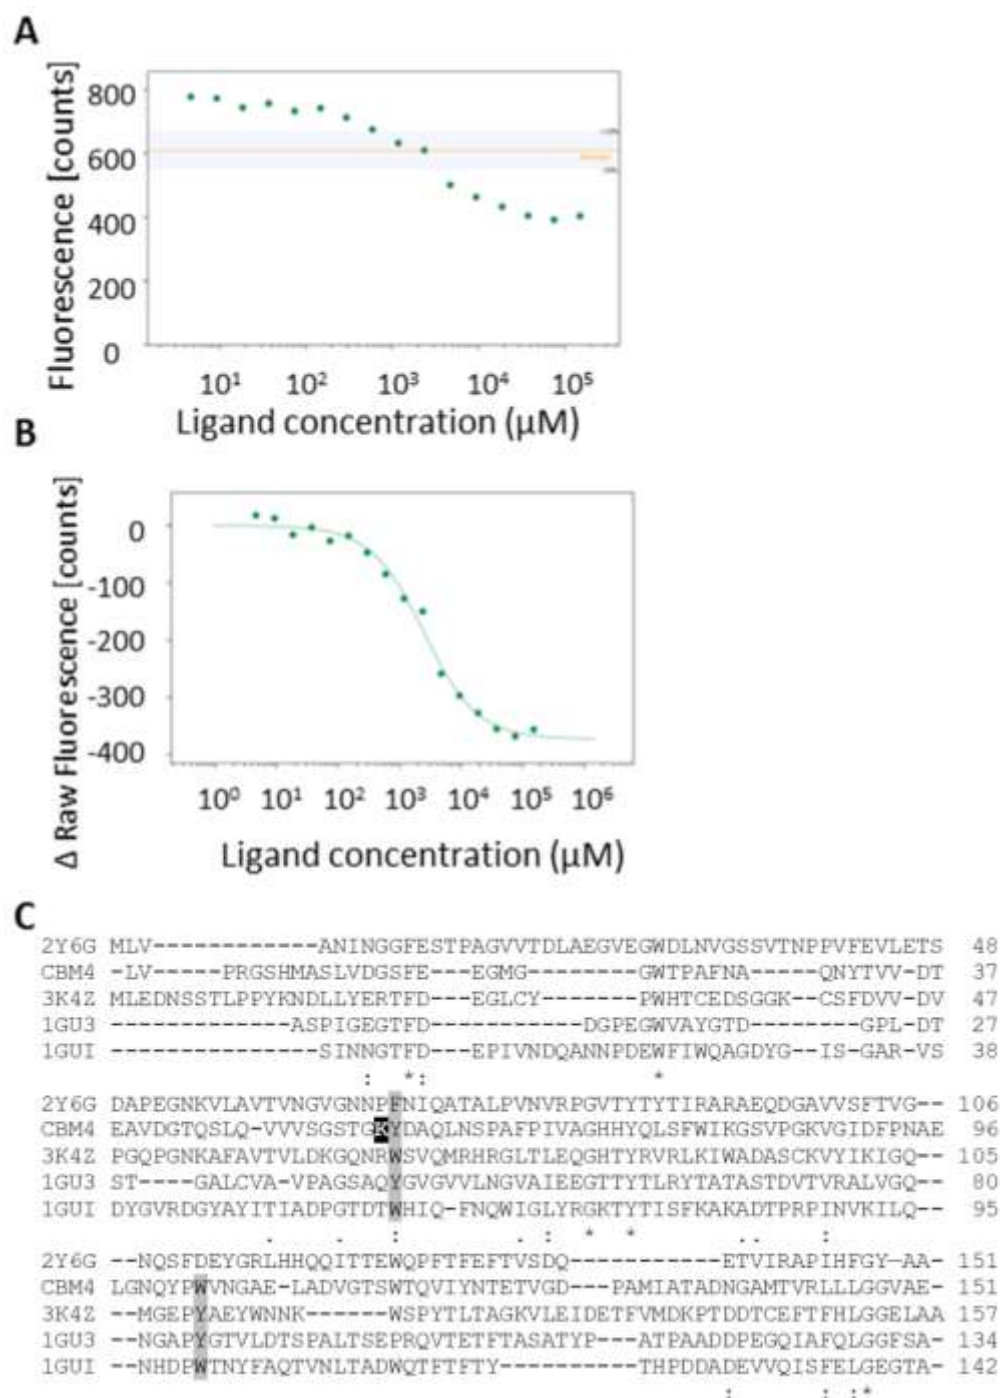 A
Fluorescence [counts]
800
600
400
200
0
10¹ 10² 10³ 10⁴ 10⁵
Ligand concentration (µM)
B
Δ Raw Fluorescence [counts]
0
-100
-200
-300
-400
10⁰ 10¹ 10² 10³ 10⁴ 10⁵ 10⁶
Ligand concentration (µM)
C
2Y6G MLV-------------ANINGGFESTPAGVVTDLAEGVEGWDLNVGSSVTNPPVFEVLETS 48
CBM4 -LV------PRGSHMASLVDGSFE---EGMG--------GWTPAFNA-----QNYTVV-DT 37
3K4Z MLEDNSSTLPPYKNDLLYERTFD---EGLCY--------PWHTCEDSGGK--CSFDVV-DV 47
1GU3 --------------ASPIGEGTFD------------DGPEGWVAYGTD--------GPL-DT 27
1GUI ----------------SINNGTFD---EPIVNDQANNPDEWFIWQAGDYG--IS-GAR-VS 38
: *: *
2Y6G DAPEGNKVLAVTVNGVGNNPFNIQATALPVNVRPGVTYTYTIRARAEQDGAVVSFTVG-- 106
CBM4 EAVDGTQSLQ-VVVSGSTGKYDAQLNSPAFPIVAGHHYQLSFWIKGSQPGKVGIDFPNAE 96
3K4Z PGQPGNKAFAVTVLDKGQNRWSVQMRHRGLTLEQGHTYRVRLKIWADASCKVYIKIGQ-- 105
1GU3 ST----GALCVA-VPAGSAQYGVGVVLNGVAIEEGTTYTLRYTATASTDVTVRALVGQ-- 80
1GUI DYGVRDGYAYITIADPGTDTWHIQ-FNQWIGLYRGKTYTISFKAKADTPRPINVKILQ-- 95
. . : . : * * .. :
2Y6G --NQSFDEYGRLHHQQITTEWQPFTFEFTVSDQ-----------ETVIRAPIHFGY-AA- 151
CBM4 LGNQYPWVNGAE-LADVGTSWTQVIYNTETVGD---PAMIATADNGAMTVRLLLGGVAE- 151
3K4Z --MGEPYAEYWNNK------WSPYTLTAGKVLEIDETFVMDKPTDDTCEFTFHLGGELAA 157
1GU3 --NGAPYGTVLDTSPALTSEPRQVTETFTASATYP---ATPAADDPEGQIAFQLGGFSA- 134
1GUI --NHDPWTNYFAQTVNLTADWQTFTFTY----------THPDDADEVVQISFELGEGTA- 142
: : :*